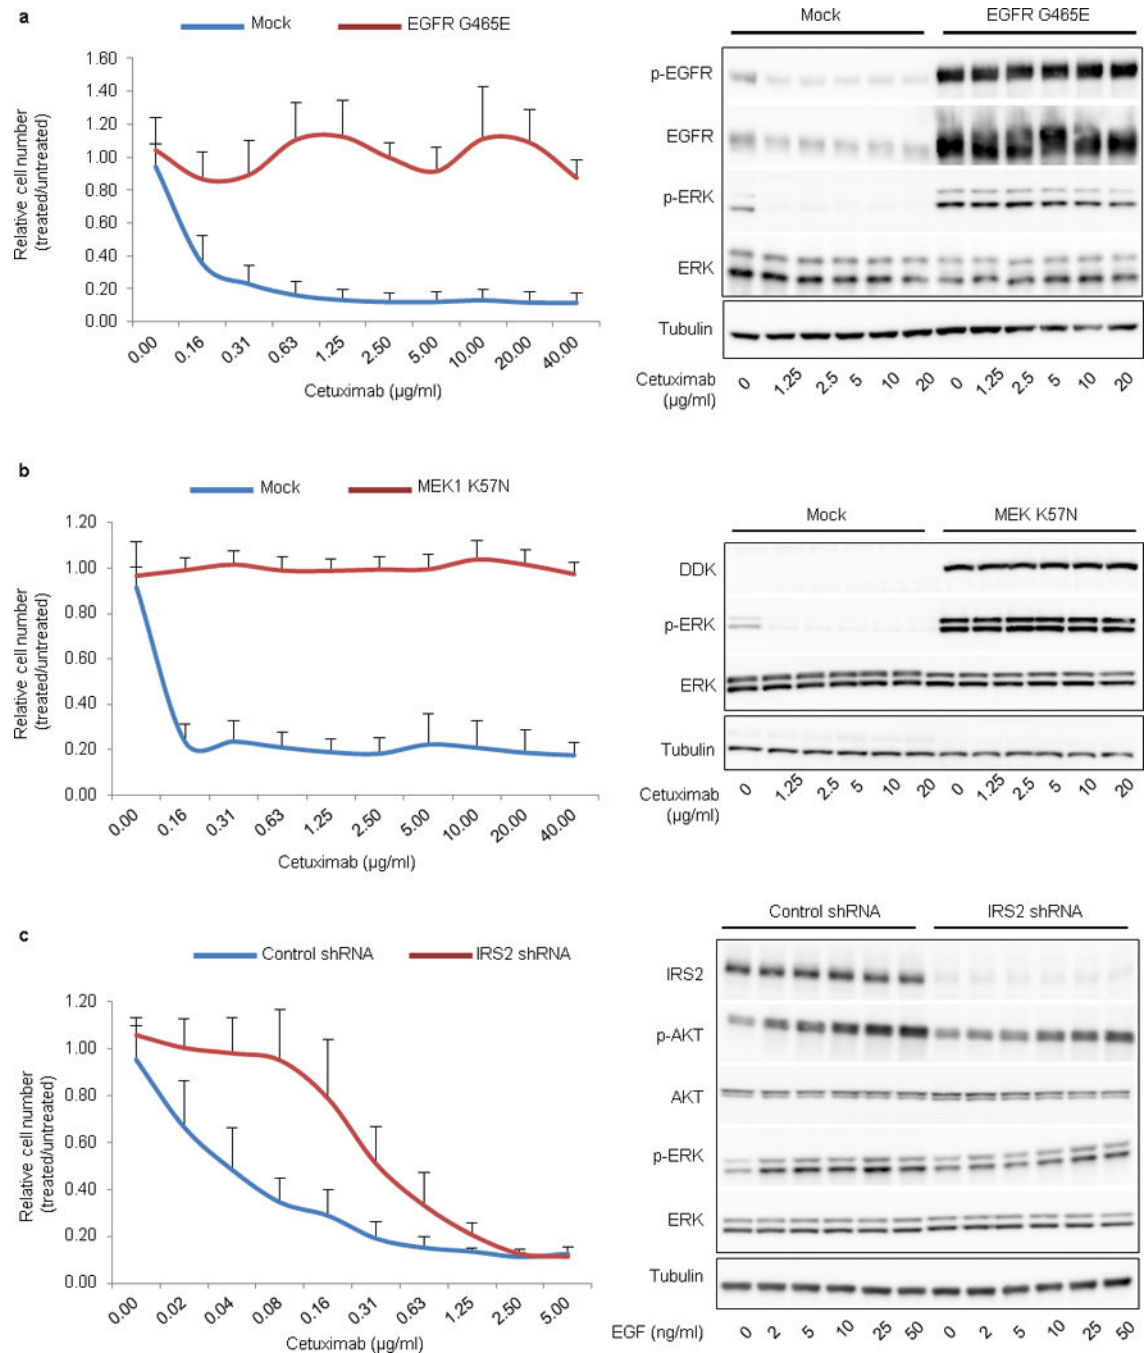 a
Mock
EGFR G465E
1.60
1.40
1.20
1.00
0.80
0.60
0.40
0.20
0.00
Relative cell number
(treated/untreated)
0.00 0.16 0.31 0.63 1.25 2.50 5.00 10.00 20.00 40.00
Cetuximab (µg/ml)
Mock
EGFR G465E
p-EGFR
EGFR
p-ERK
ERK
Tubulin
Cetuximab
(µg/ml)
0 1.25 2.5 5 10 20 0 1.25 2.5 5 10 20
b
Mock
MEK1 K57N
1.20
1.00
0.80
0.60
0.40
0.20
0.00
Relative cell number
(treated/untreated)
0.00 0.16 0.31 0.63 1.25 2.50 5.00 10.00 20.00 40.00
Cetuximab (µg/ml)
Mock
MEK K57N
DDK
p-ERK
ERK
Tubulin
Cetuximab
(µg/ml)
0 1.25 2.5 5 10 20 0 1.25 2.5 5 10 20
c
Control shRNA
IRS2 shRNA
1.20
1.00
0.80
0.60
0.40
0.20
0.00
Relative cell number
(treated/untreated)
0.00 0.02 0.04 0.08 0.16 0.31 0.63 1.25 2.50 5.00
Cetuximab (µg/ml)
Control shRNA
IRS2 shRNA
IRS2
p-AKT
AKT
p-ERK
ERK
Tubulin
EGF (ng/ml)
0 2 5 10 25 50 0 2 5 10 25 50